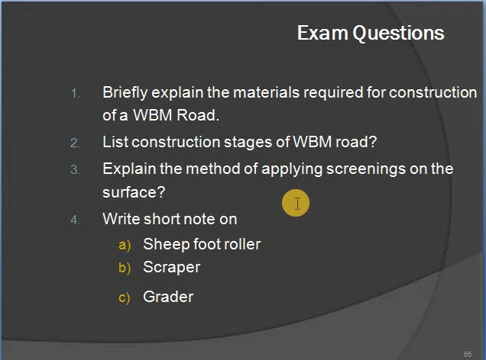 Exam Questions
1. Briefly explain the materials required for construction
of a WBM Road.
2. List construction stages of WBM road?
3. Explain the method of applying screenings on the
surface?
4. Write short note on
a) Sheep foot roller
b) Scraper
c) Grader
65